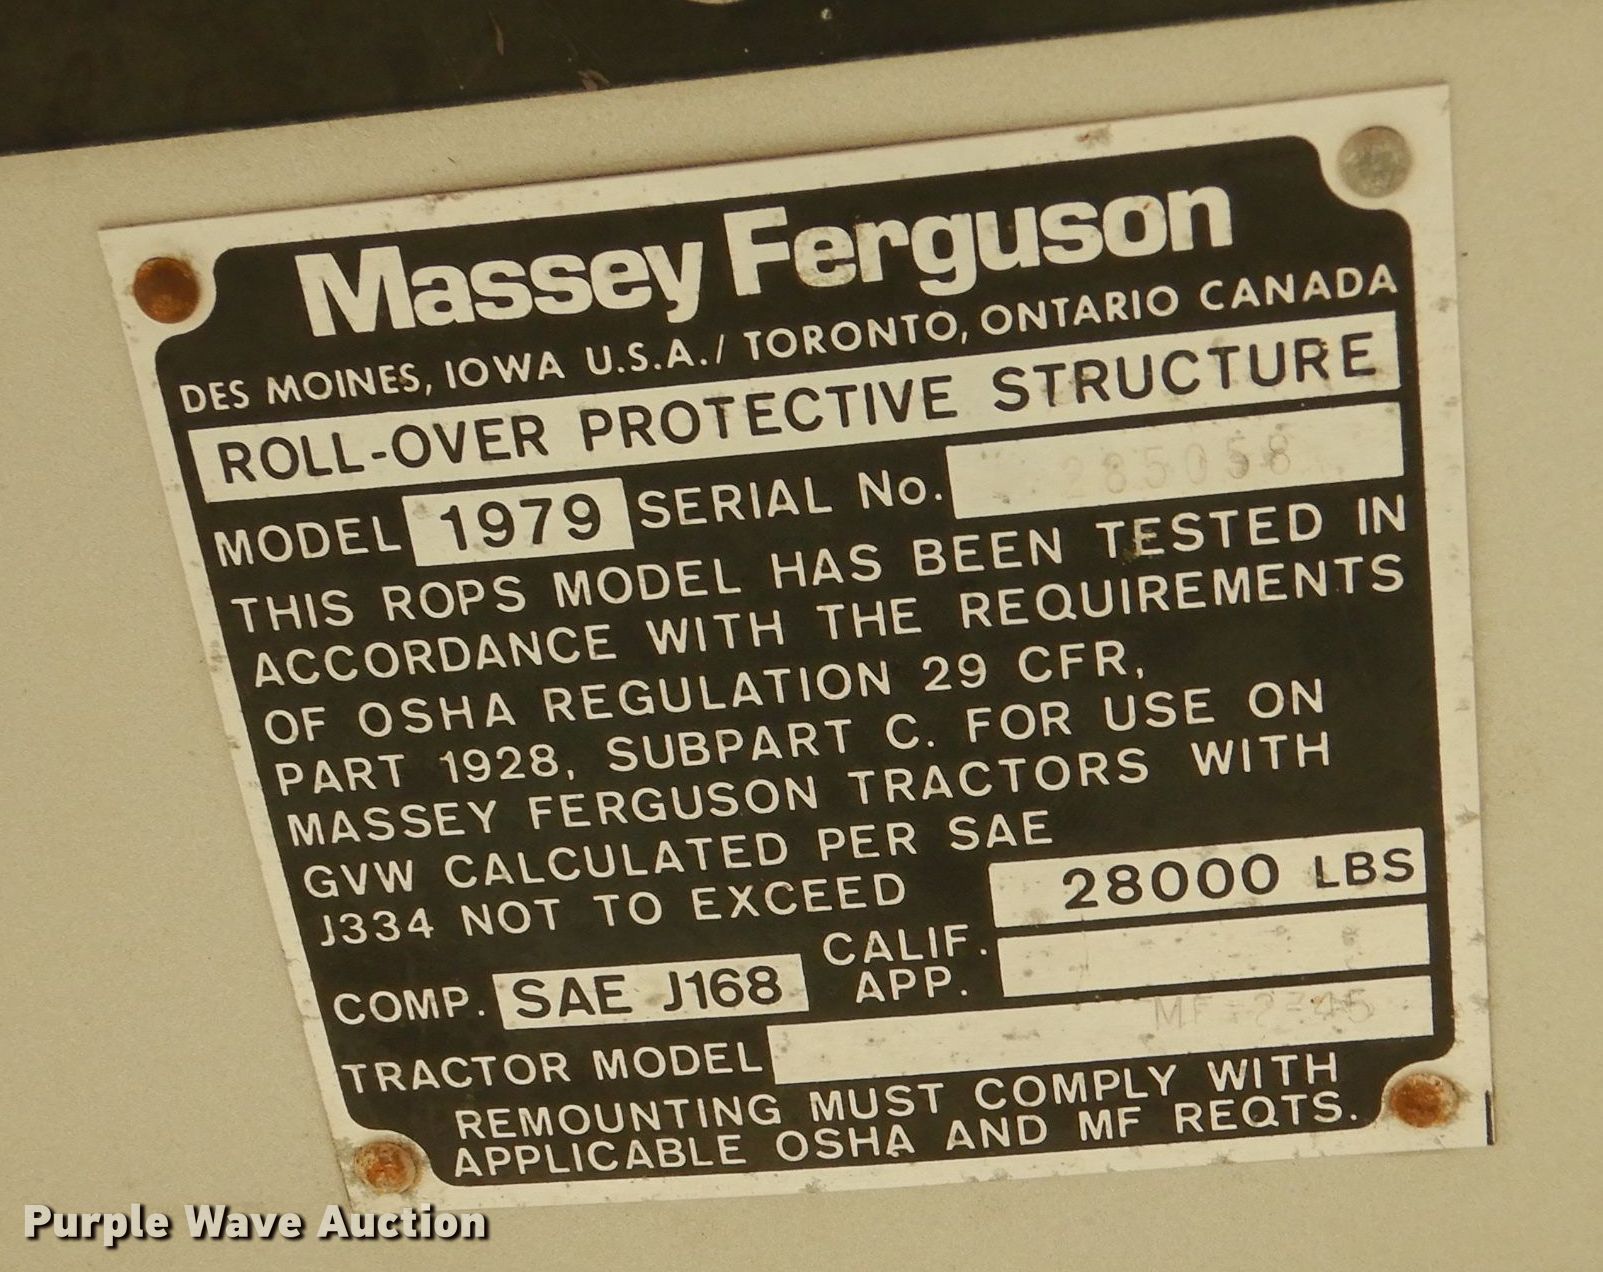 Massey Ferguson
DES MOINES, IOWA U.S.A. / TORONTO, ONTARIO CANADA
ROLL-OVER PROTECTIVE STRUCTURE
MODEL 1979 SERIAL No. 285058
THIS ROPS MODEL HAS BEEN TESTED IN
ACCORDANCE WITH THE REQUIREMENTS
OF OSHA REGULATION 29 CFR,
PART 1928, SUBPART C. FOR USE ON
MASSEY FERGUSON TRACTORS WITH
GVW CALCULATED PER SAE
J334 NOT TO EXCEED 28000 LBS
COMP. SAE J168 CALIF. APP.
TRACTOR MODEL MF
REMOUNTING MUST COMPLY WITH
APPLICABLE OSHA AND MF REQTS.
Purple Wave Auction